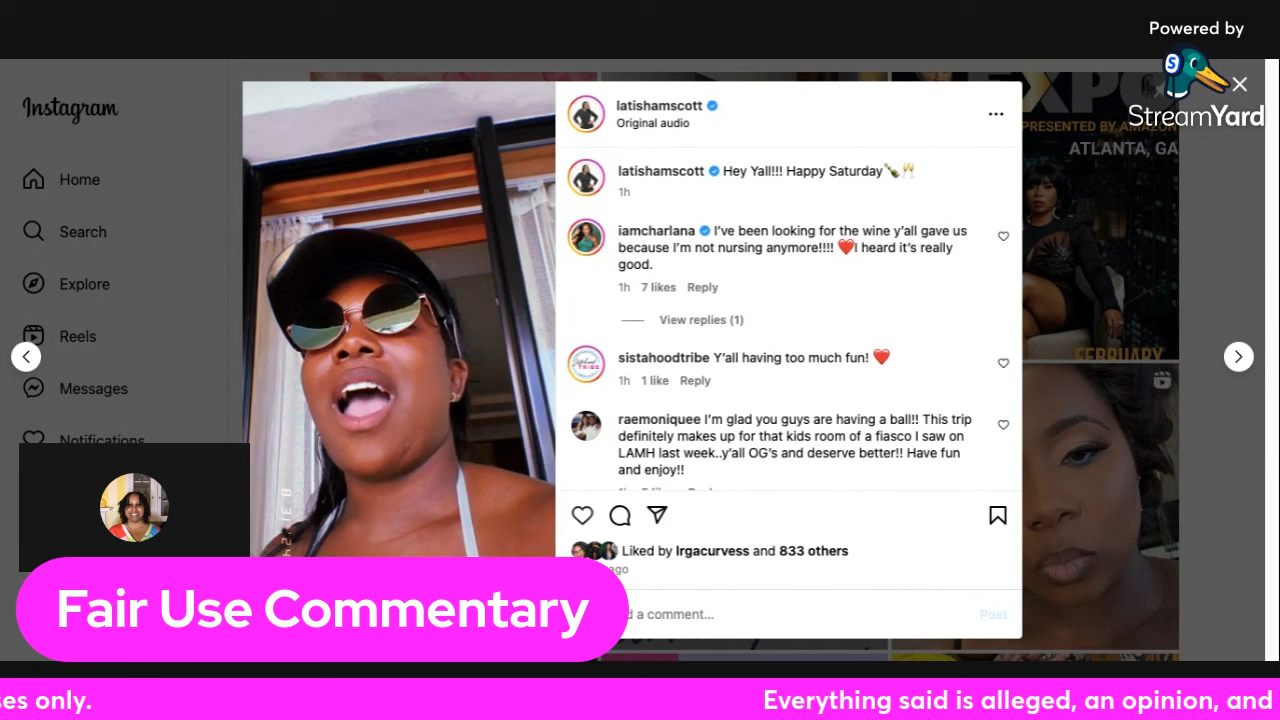 Powered by
StreamYard
Instagram
Home
Search
Explore
Reels
Messages
Notifications
latishamscott
Original audio
latishamscott Hey Yall!!! Happy Saturday🍾🥂
1h
iamcharlana I've been looking for the wine y'all gave us
because I'm not nursing anymore!!!! ❤️I heard it's really
good.
1h 7 likes Reply
View replies (1)
sistahoodtribe Y'all having too much fun! ❤️
1h 1 like Reply
raemoniquee I'm glad you guys are having a ball!! This trip
definitely makes up for that kids room of a fiasco I saw on
LAMH last week..y'all OG's and deserve better!! Have fun
and enjoy!!
Liked by lrgacurvess and 833 others
ago
d a comment...
Post
EXPO
PRESENTED BY AMAZON
ATLANTA, GA
FEBRUARY
Fair Use Commentary
ses only.
Everything said is alleged, an opinion, and